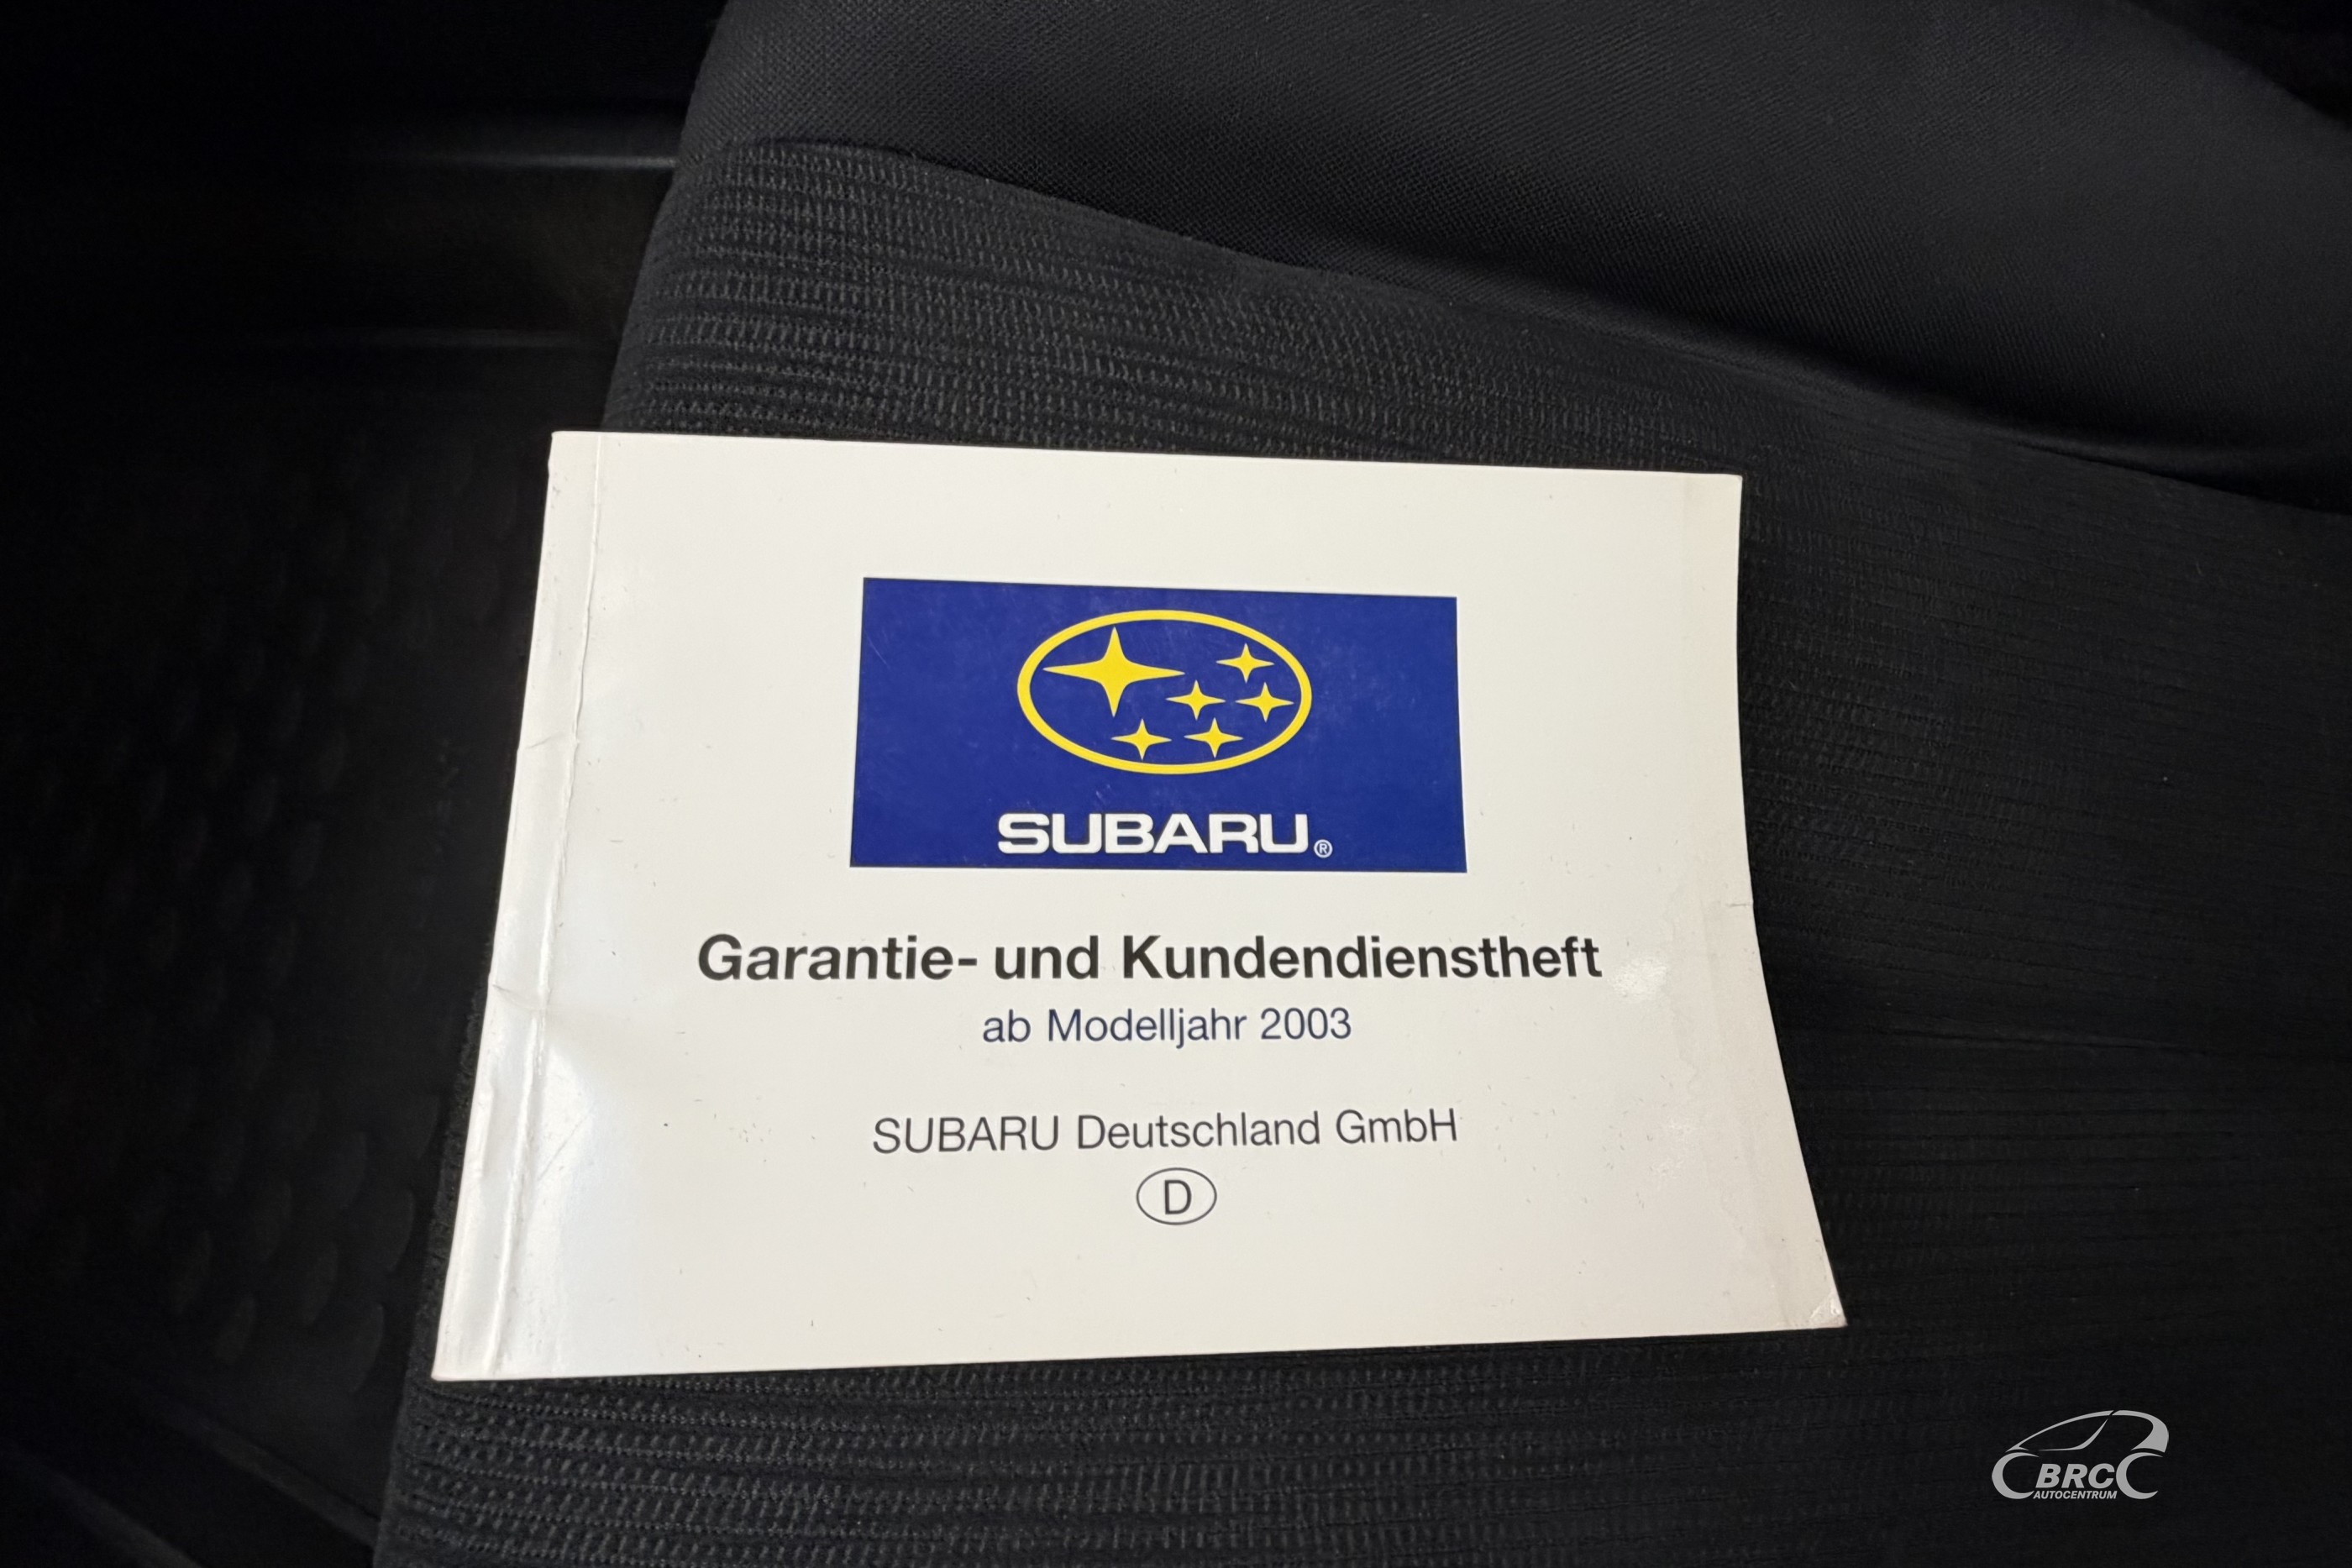 SUBARU®
Garantie- und Kundendienstheft
ab Modelljahr 2003
SUBARU Deutschland GmbH
D
BRC
AUTOCENTRUM